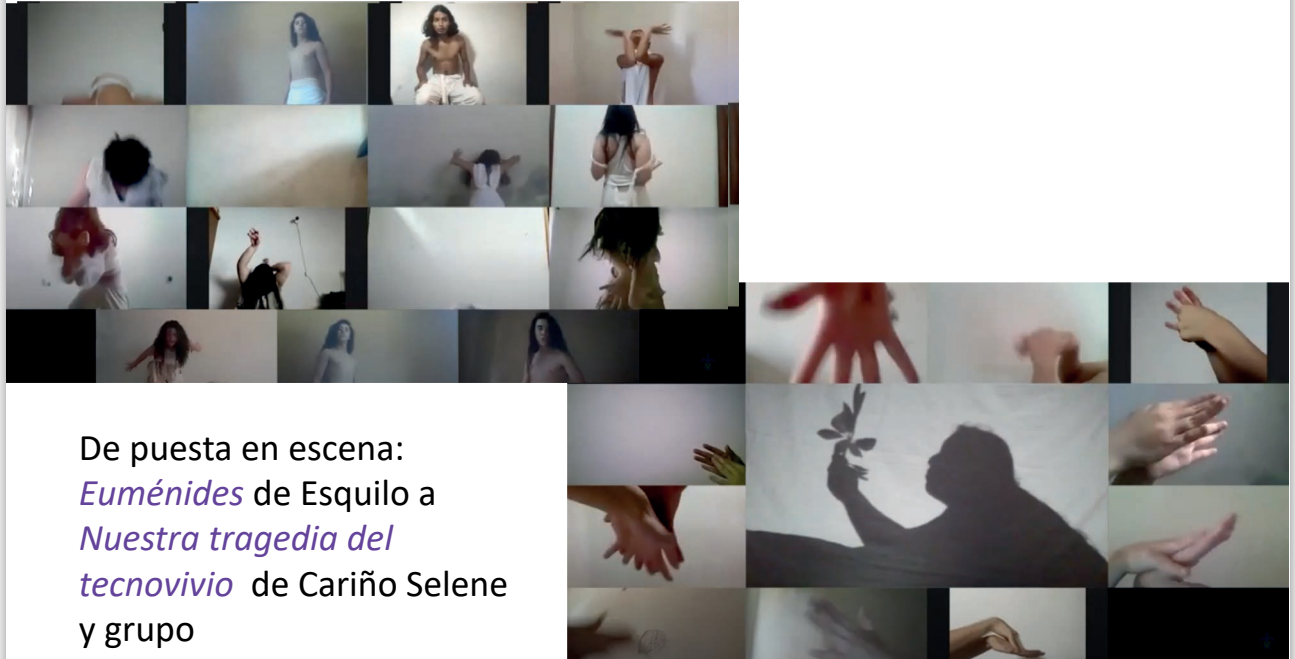 De puesta en escena:
Euménides de Esquilo a
Nuestra tragedia del
tecnovivio de Cariño Selene
y grupo